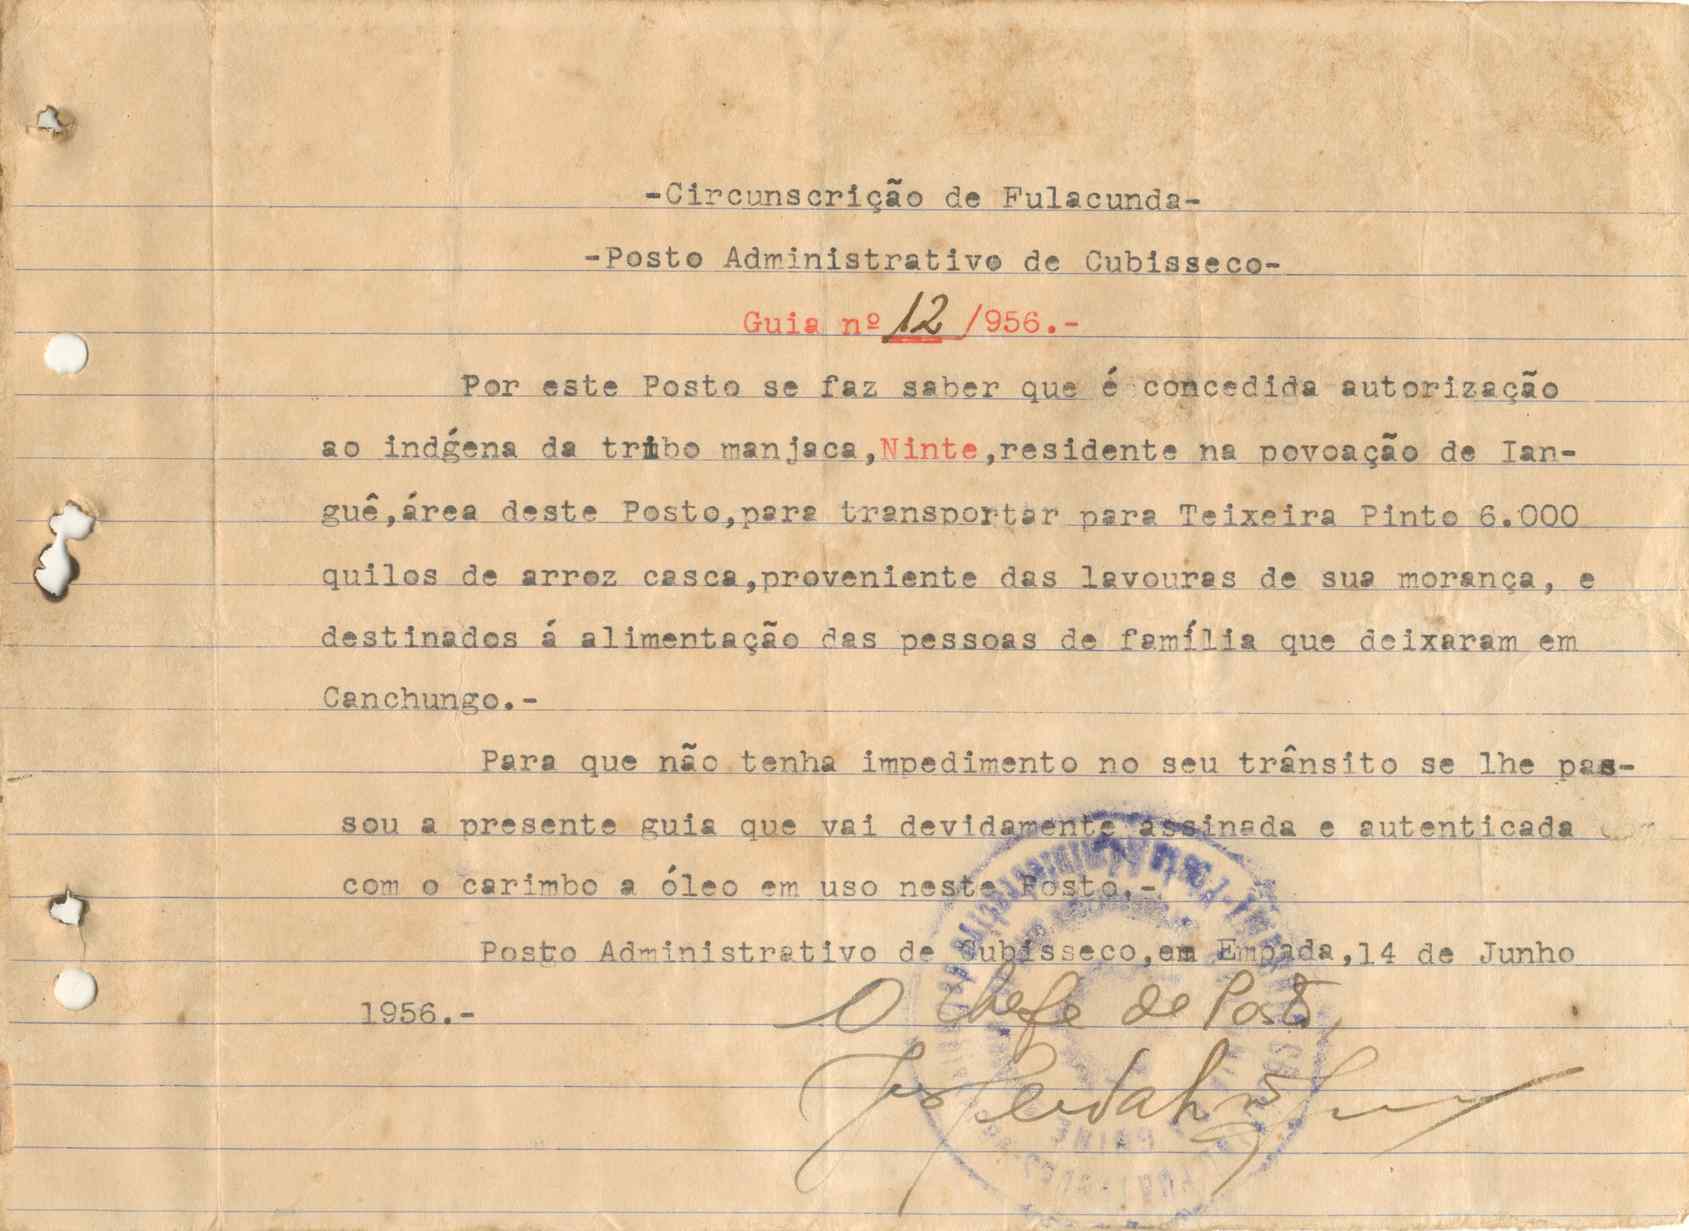 -Circunscrição de Fulacunda-
-Posto Administrativo de Cubisseco-
Guia nº 12 /956.-
Por este Posto se faz saber que é concedida autorização
ao indǵena da tribo manjaca,Ninte,residente na povoação de Ian-
guê,área deste Posto,para transportar para Teixeira Pinto 6.000
quilos de arroz casca,proveniente das lavouras de sua morança, e
destinados á alimentação das pessoas de família que deixaram em
Canchungo.-
Para que não tenha impedimento no seu trânsito se lhe pas-
sou a presente guia que vai devidamente assinada e autenticada
com o carimbo a óleo em uso neste Posto.-
Posto Administrativo de Cubisseco,em Empada,14 de Junho
1956.-
O Chefe de Posto,